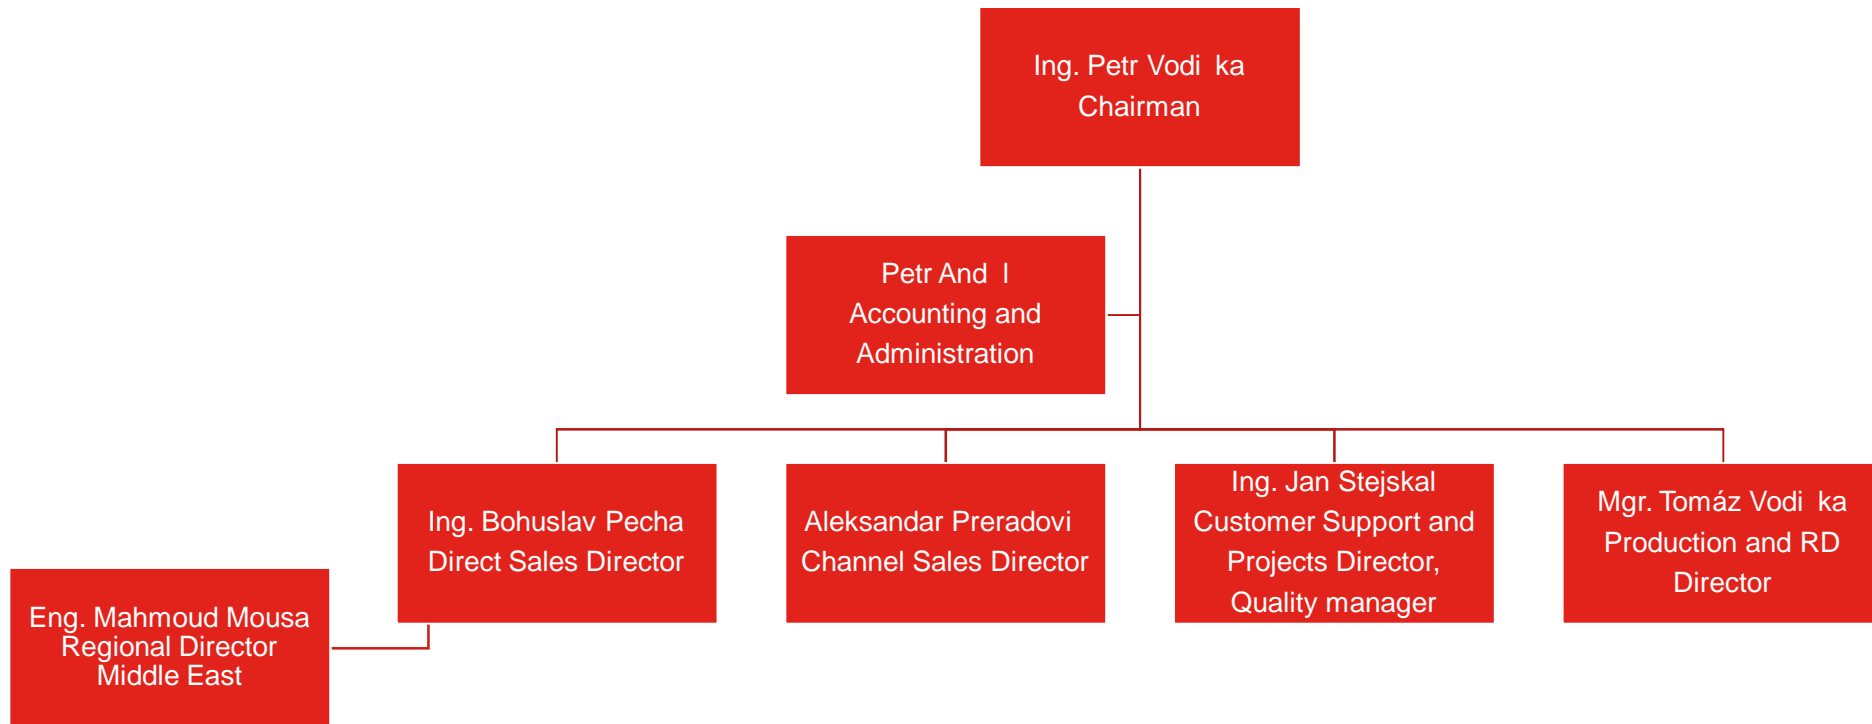 Ing. Petr Vodi ka
Chairman
Petr And l
Accounting and
Administration
Ing. Bohuslav Pecha
Direct Sales Director
Aleksandar Preradovi
Channel Sales Director
Ing. Jan Stejskal
Customer Support and
Projects Director,
Quality manager
Mgr. Tomáz Vodi ka
Production and RD
Director
Eng. Mahmoud Mousa
Regional Director
Middle East